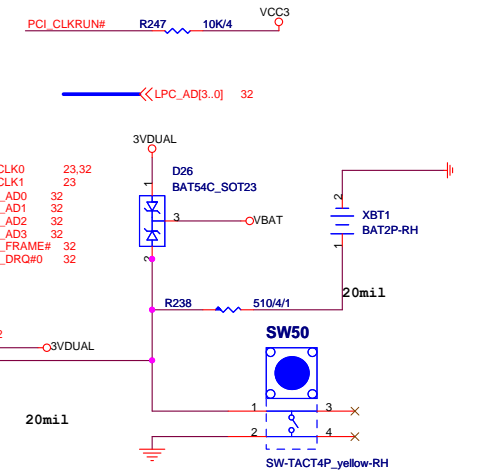 VCC3
PCI_CLKRUN# R247 10K/4
LPC_AD[3..0] 32
3VDUAL
CLK0 23,32
CLK1 23
_AD0 32
_AD1 32
_AD2 32
_AD3 32
_FRAME# 32
_DRQ#0 32
D26
BAT54C_SOT23
1
3
2
VBAT
2
XBT1
BAT2P-RH
1
20mil
R238 510/4/1
2
3VDUAL
SW50
1 3
2 4
20mil
SW-TACT4P_yellow-RH